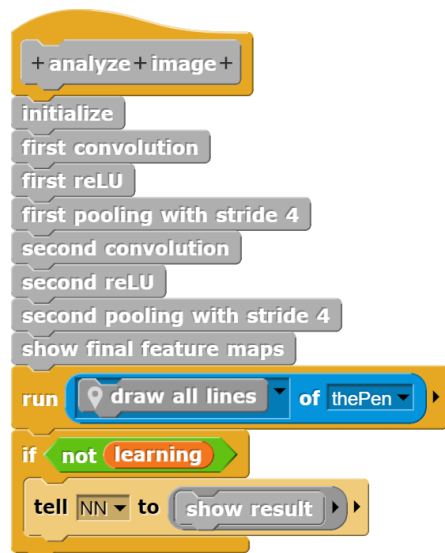 + analyze + image +
initialize
first convolution
first reLU
first pooling with stride 4
second convolution
second reLU
second pooling with stride 4
show final feature maps
run draw all lines of thePen
if not learning
tell NN to show result